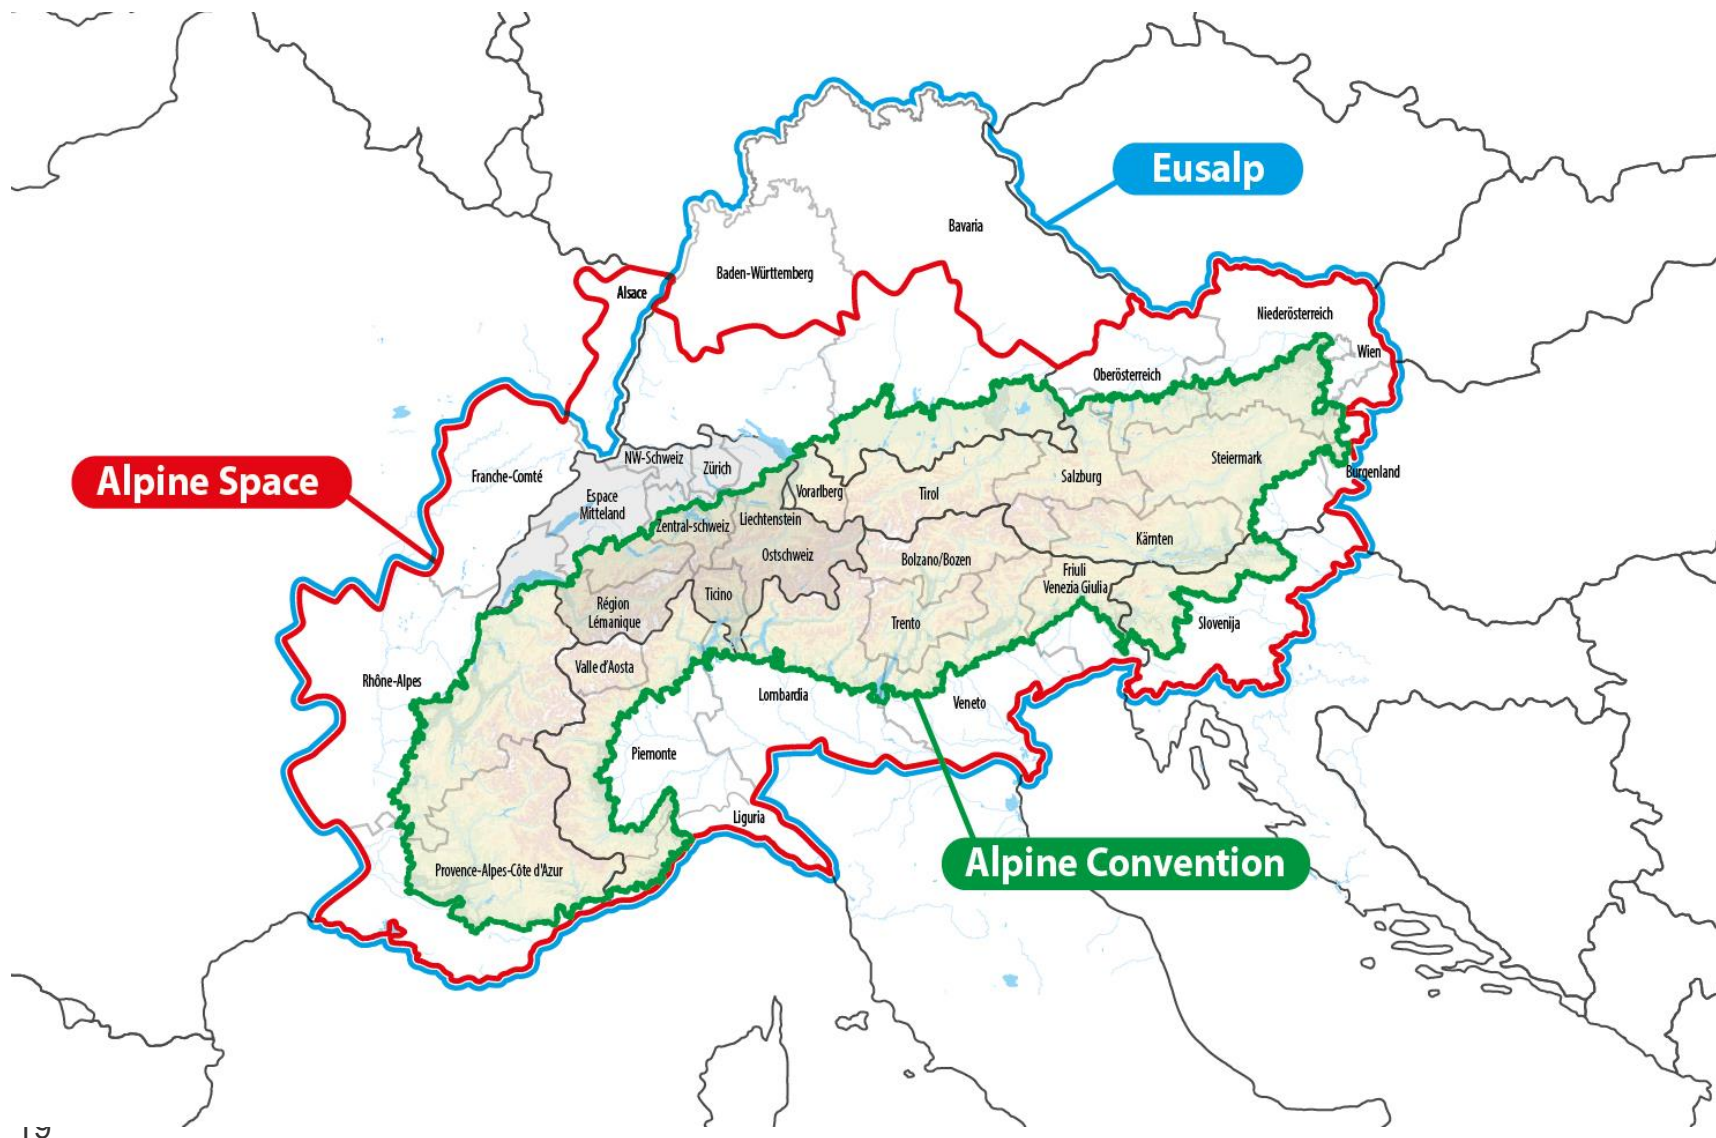 Eusalp
Bavaria
Baden-Württemberg
Alsace
Niederösterreich
Wien
Oberösterreich
Alpine Space
Franche-Comté
NW-Schweiz
Zürich
Steiermark
Burgenland
Salzburg
Vorarlberg
Tirol
Espace
Mittelland
Zentral-schweiz
Liechtenstein
Kärnten
Ostschweiz
Bolzano/Bozen
Friuli
Venezia Giulia
Ticino
Région
Lémanique
Trento
Slovenija
Valle d'Aosta
Rhône-Alpes
Lombardia
Veneto
Piemonte
Liguria
Alpine Convention
Provence-Alpes-Côte d'Azur
19